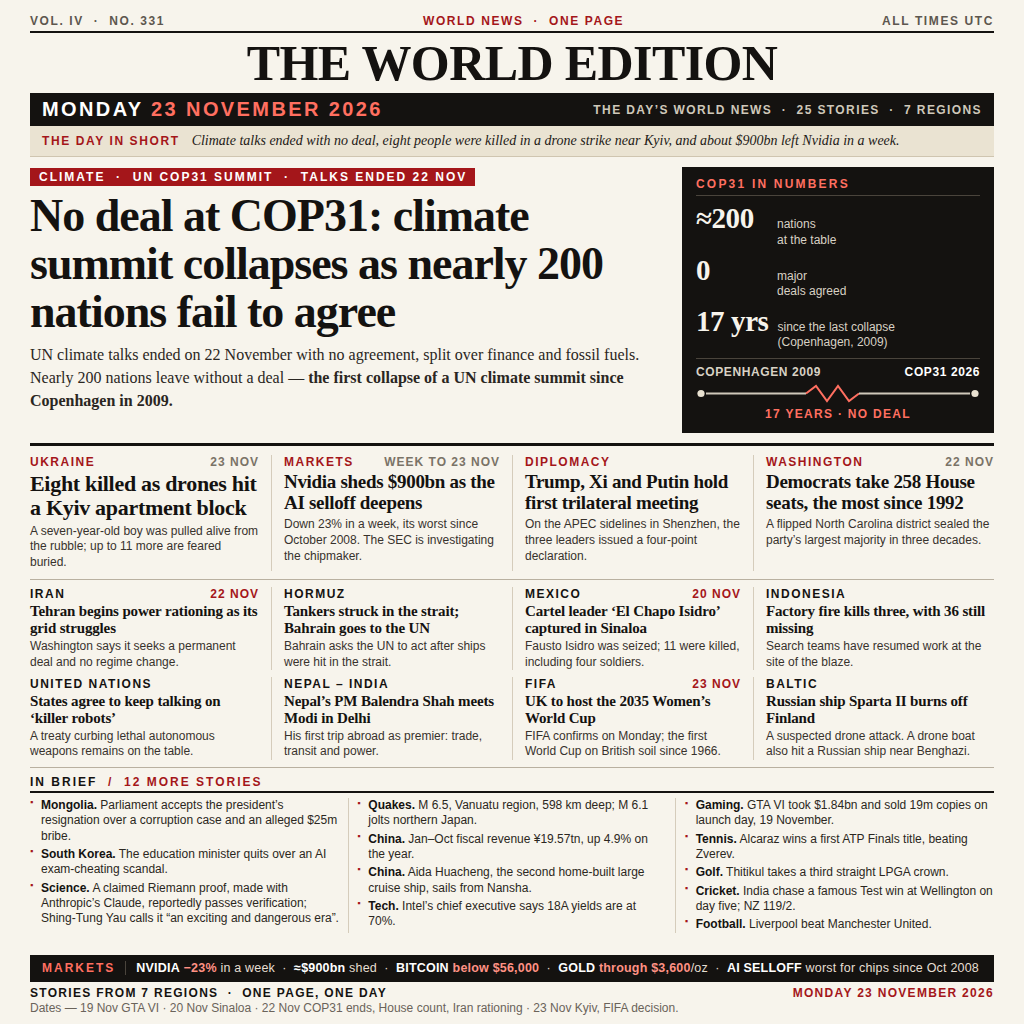 VOL. IV · NO. 331
WORLD NEWS · ONE PAGE
ALL TIMES UTC
THE WORLD EDITION
MONDAY 23 NOVEMBER 2026
THE DAY’S WORLD NEWS · 25 STORIES · 7 REGIONS
THE DAY IN SHORT Climate talks ended with no deal, eight people were killed in a drone strike near Kyiv, and about $900bn left Nvidia in a week.
CLIMATE · UN COP31 SUMMIT · TALKS ENDED 22 NOV
No deal at COP31: climate
summit collapses as nearly 200
nations fail to agree
UN climate talks ended on 22 November with no agreement, split over finance and fossil fuels.
Nearly 200 nations leave without a deal — the first collapse of a UN climate summit since
Copenhagen in 2009.
COP31 IN NUMBERS
≈200 nations
at the table
0 major
deals agreed
17 yrs since the last collapse
(Copenhagen, 2009)
COPENHAGEN 2009 COP31 2026
17 YEARS · NO DEAL
UKRAINE 23 NOV
Eight killed as drones hit
a Kyiv apartment block
A seven-year-old boy was pulled alive from
the rubble; up to 11 more are feared
buried.
MARKETS WEEK TO 23 NOV
Nvidia sheds $900bn as the
AI selloff deepens
Down 23% in a week, its worst since
October 2008. The SEC is investigating
the chipmaker.
DIPLOMACY
Trump, Xi and Putin hold
first trilateral meeting
On the APEC sidelines in Shenzhen, the
three leaders issued a four-point
declaration.
WASHINGTON 22 NOV
Democrats take 258 House
seats, the most since 1992
A flipped North Carolina district sealed the
party’s largest majority in three decades.
IRAN 22 NOV
Tehran begins power rationing as its
grid struggles
Washington says it seeks a permanent
deal and no regime change.
HORMUZ
Tankers struck in the strait;
Bahrain goes to the UN
Bahrain asks the UN to act after ships
were hit in the strait.
MEXICO 20 NOV
Cartel leader ‘El Chapo Isidro’
captured in Sinaloa
Fausto Isidro was seized; 11 were killed,
including four soldiers.
INDONESIA
Factory fire kills three, with 36 still
missing
Search teams have resumed work at the
site of the blaze.
UNITED NATIONS
States agree to keep talking on
‘killer robots’
A treaty curbing lethal autonomous
weapons remains on the table.
NEPAL – INDIA
Nepal’s PM Balendra Shah meets
Modi in Delhi
His first trip abroad as premier: trade,
transit and power.
FIFA 23 NOV
UK to host the 2035 Women’s
World Cup
FIFA confirms on Monday; the first
World Cup on British soil since 1966.
BALTIC
Russian ship Sparta II burns off
Finland
A suspected drone attack. A drone boat
also hit a Russian ship near Benghazi.
IN BRIEF / 12 MORE STORIES
▪ Mongolia. Parliament accepts the president’s
resignation over a corruption case and an alleged $25m
bribe.
▪ South Korea. The education minister quits over an AI
exam-cheating scandal.
▪ Science. A claimed Riemann proof, made with
Anthropic’s Claude, reportedly passes verification;
Shing-Tung Yau calls it “an exciting and dangerous era”.
▪ Quakes. M 6.5, Vanuatu region, 598 km deep; M 6.1
jolts northern Japan.
▪ China. Jan–Oct fiscal revenue ¥19.57tn, up 4.9% on
the year.
▪ China. Aida Huacheng, the second home-built large
cruise ship, sails from Nansha.
▪ Tech. Intel’s chief executive says 18A yields are at
70%.
▪ Gaming. GTA VI took $1.84bn and sold 19m copies on
launch day, 19 November.
▪ Tennis. Alcaraz wins a first ATP Finals title, beating
Zverev.
▪ Golf. Thitikul takes a third straight LPGA crown.
▪ Cricket. India chase a famous Test win at Wellington on
day five; NZ 119/2.
▪ Football. Liverpool beat Manchester United.
MARKETS NVIDIA −23% in a week · ≈$900bn shed · BITCOIN below $56,000 · GOLD through $3,600/oz · AI SELLOFF worst for chips since Oct 2008
STORIES FROM 7 REGIONS · ONE PAGE, ONE DAY
MONDAY 23 NOVEMBER 2026
Dates — 19 Nov GTA VI · 20 Nov Sinaloa · 22 Nov COP31 ends, House count, Iran rationing · 23 Nov Kyiv, FIFA decision.